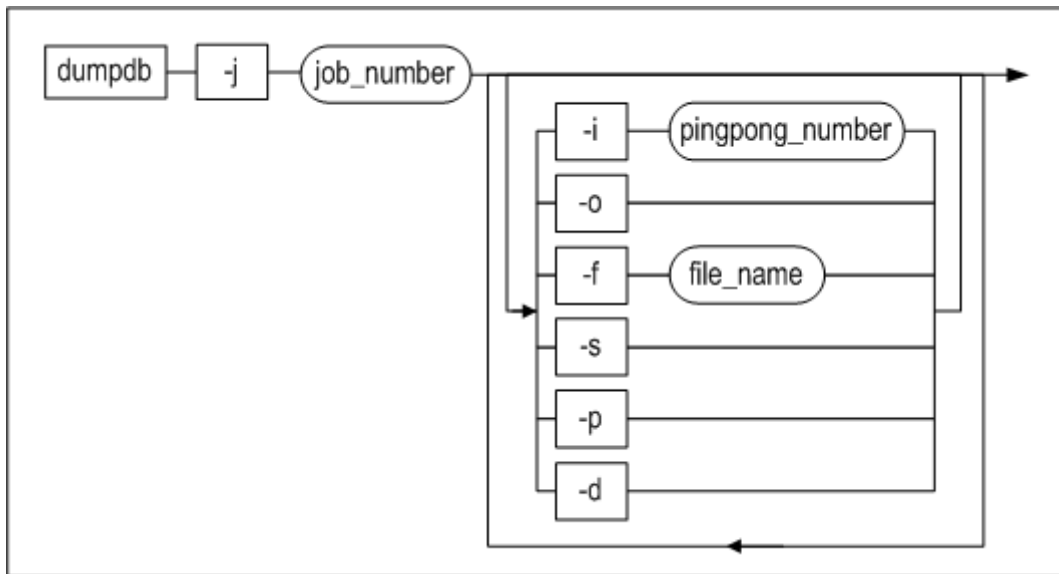 dumpdb -j job_number
-i pingpong_number
-o
-f file_name
-s
-p
-d